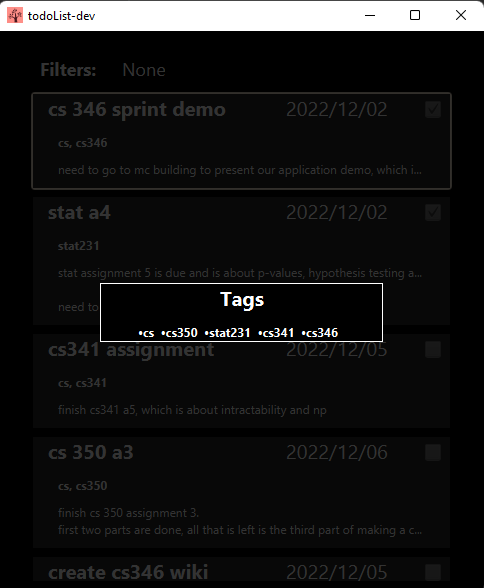 todoList-dev
Filters: None
cs 346 sprint demo 2022/12/02
cs, cs346
need to go to mc building to present our application demo, which i...
stat a4 2022/12/02
stat231
stat assignment 5 is due and is about p-values, hypothesis testing a...
need to
Tags
•cs •cs350 •stat231 •cs341 •cs346
cs341 assignment 2022/12/05
cs, cs341
finish cs341 a5, which is about intractability and np
cs 350 a3 2022/12/06
cs, cs350
finish cs 350 assignment 3.
first two parts are done, all that is left is the third part of making a c...
create cs346 wiki 2022/12/05